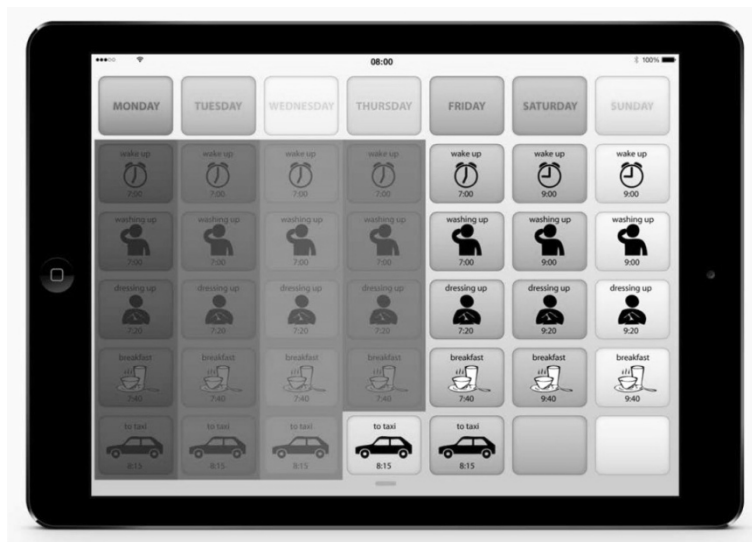 08:00
100%
MONDAY TUESDAY WEDNESDAY THURSDAY FRIDAY SATURDAY SUNDAY
wake up wake up wake up wake up wake up wake up wake up
7:00 7:00 7:00 7:00 7:00 9:00 9:00
washing up washing up washing up washing up washing up washing up washing up
7:00 7:00 7:00 7:00 7:00 9:00 9:00
dressing up dressing up dressing up dressing up dressing up dressing up dressing up
7:20 7:20 7:20 7:20 7:20 9:20 9:20
breakfast breakfast breakfast breakfast breakfast breakfast breakfast
7:40 7:40 7:40 7:40 7:40 9:40 9:40
to taxi to taxi to taxi to taxi to taxi
8:15 8:15 8:15 8:15 8:15